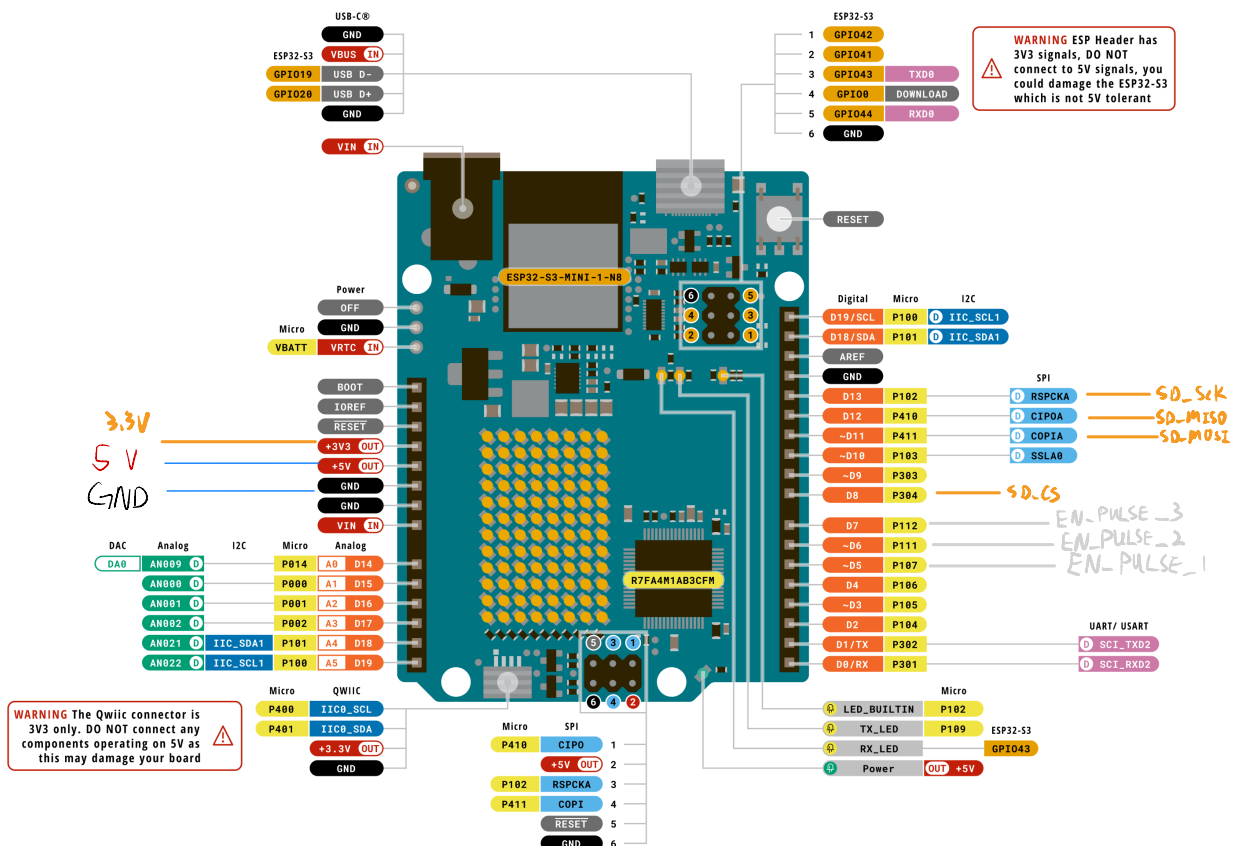 USB-C®
GND
VBUS IN
ESP32-S3
GPIO19 USB D-
GPIO20 USB D+
GND
VIN IN
ESP32-S3
1 GPIO42
2 GPIO41
3 GPIO43 TXD0
4 GPIO0 DOWNLOAD
5 GPIO44 RXD0
6 GND
WARNING ESP Header has
3V3 signals, DO NOT
connect to 5V signals, you
could damage the ESP32-S3
which is not 5V tolerant
RESET
ESP32-S3-MINI-1-N8
6 5
4 3
2 1
Power
OFF
GND
Micro
VBATT VRTC IN
BOOT
IOREF
RESET
3.3V
+3V3 OUT
5 V
+5V OUT
GND
GND
GND
VIN IN
DAC Analog I2C Micro Analog
DA0 AN009 D P014 A0 D14
AN000 D P000 A1 D15
AN001 D P001 A2 D16
AN002 D P002 A3 D17
AN021 D IIC_SDA1 P101 A4 D18
AN022 D IIC_SCL1 P100 A5 D19
Digital Micro I2C
D19/SCL P100 D IIC_SCL1
D18/SDA P101 D IIC_SDA1
AREF
GND
SPI
D13 P102 D RSPCKA SD_SCK
D12 P410 D CIPOA SD_MISO
~D11 P411 D COPIA SD_MOSI
~D10 P103 D SSLA0
~D9 P303
D8 P304 SD_CS
D7 P112 EN_PULSE_3
~D6 P111 EN_PULSE_2
~D5 P107 EN_PULSE_1
D4 P106
~D3 P105
D2 P104
UART/ USART
D1/TX P302 D SCI_TXD2
D0/RX P301 D SCI_RXD2
R7FA4M1AB3CFM
5 3 1
6 4 2
Micro QWIIC
P400 IIC0_SCL
P401 IIC0_SDA
+3.3V OUT
GND
WARNING The Qwiic connector is
3V3 only. DO NOT connect any
components operating on 5V as
this may damage your board
Micro SPI
P410 CIPO 1
+5V OUT 2
P102 RSPCKA 3
P411 COPI 4
RESET 5
GND 6
Micro
LED_BUILTIN P102
TX_LED P109
ESP32-S3
RX_LED GPIO43
Power OUT +5V